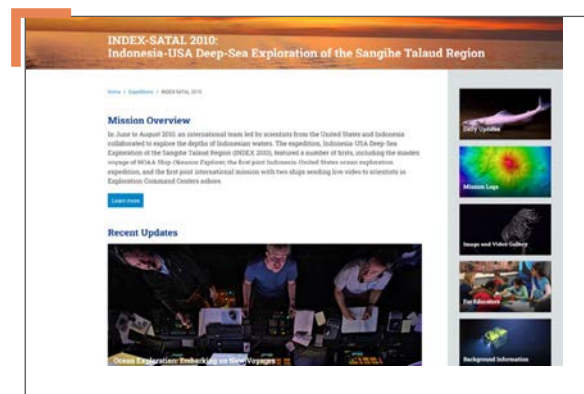 INDEX-SATAL 2010:
Indonesia-USA Deep-Sea Exploration of the Sangihe Talaud Region
Home / Expeditions / INDEX-SATAL 2010
Mission Overview
In June to August 2010, an international team led by scientists from the United States and Indonesia
collaborated to explore the depths of Indonesian waters. The expedition, Indonesia-USA Deep-Sea
Exploration of the Sangihe Talaud Region (INDEX 2010), featured a number of firsts, including the maiden
voyage of NOAA Ship Okeanos Explorer, the first joint Indonesia-United States ocean exploration
expedition, and the first joint international mission with two ships sending live video to scientists in
Exploration Command Centers ashore.
Learn more
Recent Updates
Ocean Exploration: Embarking on New Voyages
Daily Updates
Mission Logs
Image and Video Gallery
For Educators
Background Information